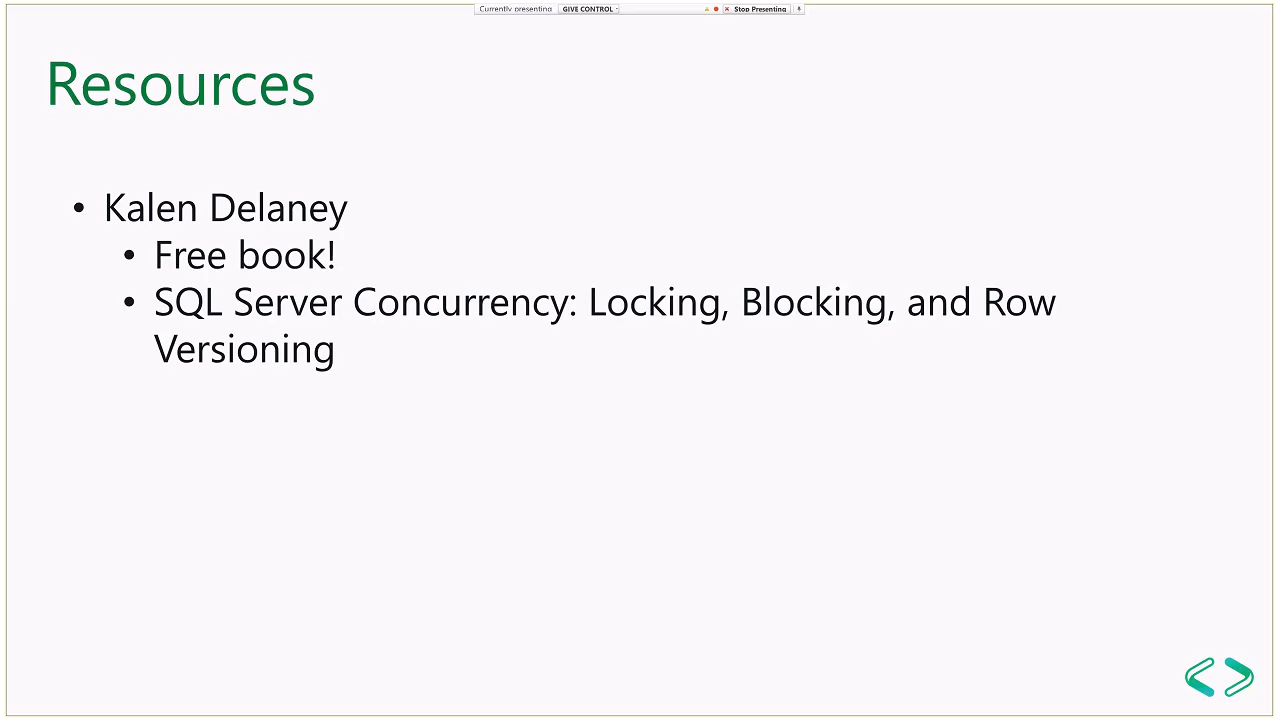 Currently presenting GIVE CONTROL Stop Presenting
Resources
• Kalen Delaney
• Free book!
• SQL Server Concurrency: Locking, Blocking, and Row
Versioning